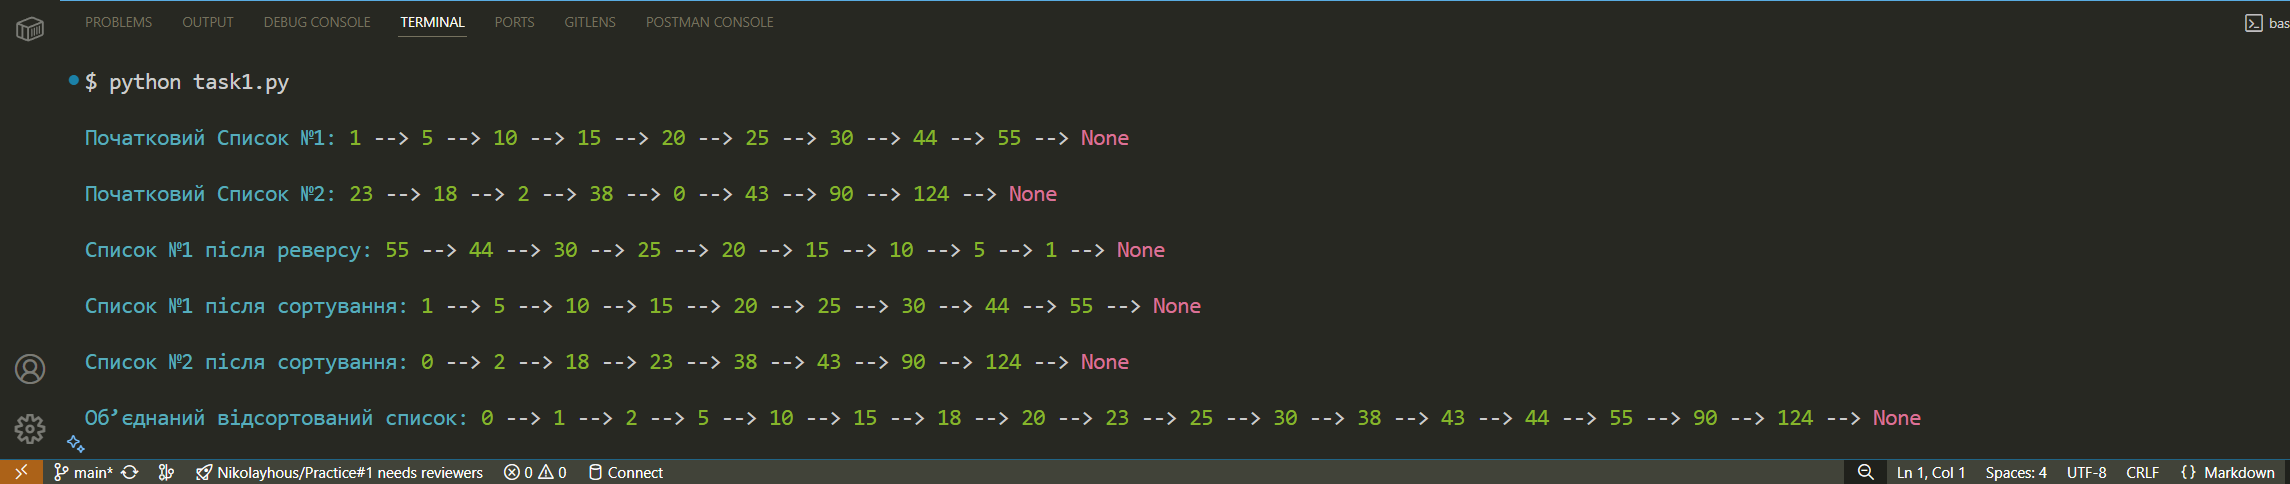 PROBLEMS OUTPUT DEBUG CONSOLE TERMINAL PORTS GITLENS POSTMAN CONSOLE bas
$ python task1.py
Початковий Список №1: 1 --> 5 --> 10 --> 15 --> 20 --> 25 --> 30 --> 44 --> 55 --> None
Початковий Список №2: 23 --> 18 --> 2 --> 38 --> 0 --> 43 --> 90 --> 124 --> None
Список №1 після реверсу: 55 --> 44 --> 30 --> 25 --> 20 --> 15 --> 10 --> 5 --> 1 --> None
Список №1 після сортування: 1 --> 5 --> 10 --> 15 --> 20 --> 25 --> 30 --> 44 --> 55 --> None
Список №2 після сортування: 0 --> 2 --> 18 --> 23 --> 38 --> 43 --> 90 --> 124 --> None
Об’єднаний відсортований список: 0 --> 1 --> 2 --> 5 --> 10 --> 15 --> 18 --> 20 --> 23 --> 25 --> 30 --> 38 --> 43 --> 44 --> 55 --> 90 --> 124 --> None
main* Nikolayhous/Practice#1 needs reviewers 0 0 Connect Ln 1, Col 1 Spaces: 4 UTF-8 CRLF {} Markdown